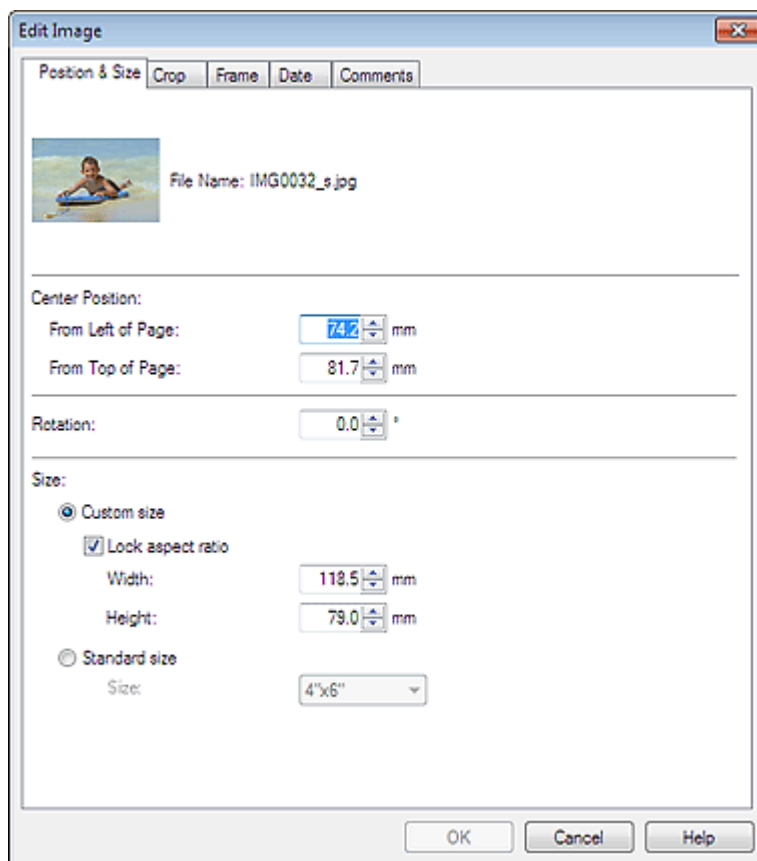 Edit Image
Position & Size Crop Frame Date Comments
File Name: IMG0032_s.jpg
Center Position:
From Left of Page: 74.2 mm
From Top of Page: 81.7 mm
Rotation: 0.0 °
Size:
Custom size
Lock aspect ratio
Width: 118.5 mm
Height: 79.0 mm
Standard size
Size: 4"x6"
OK Cancel Help